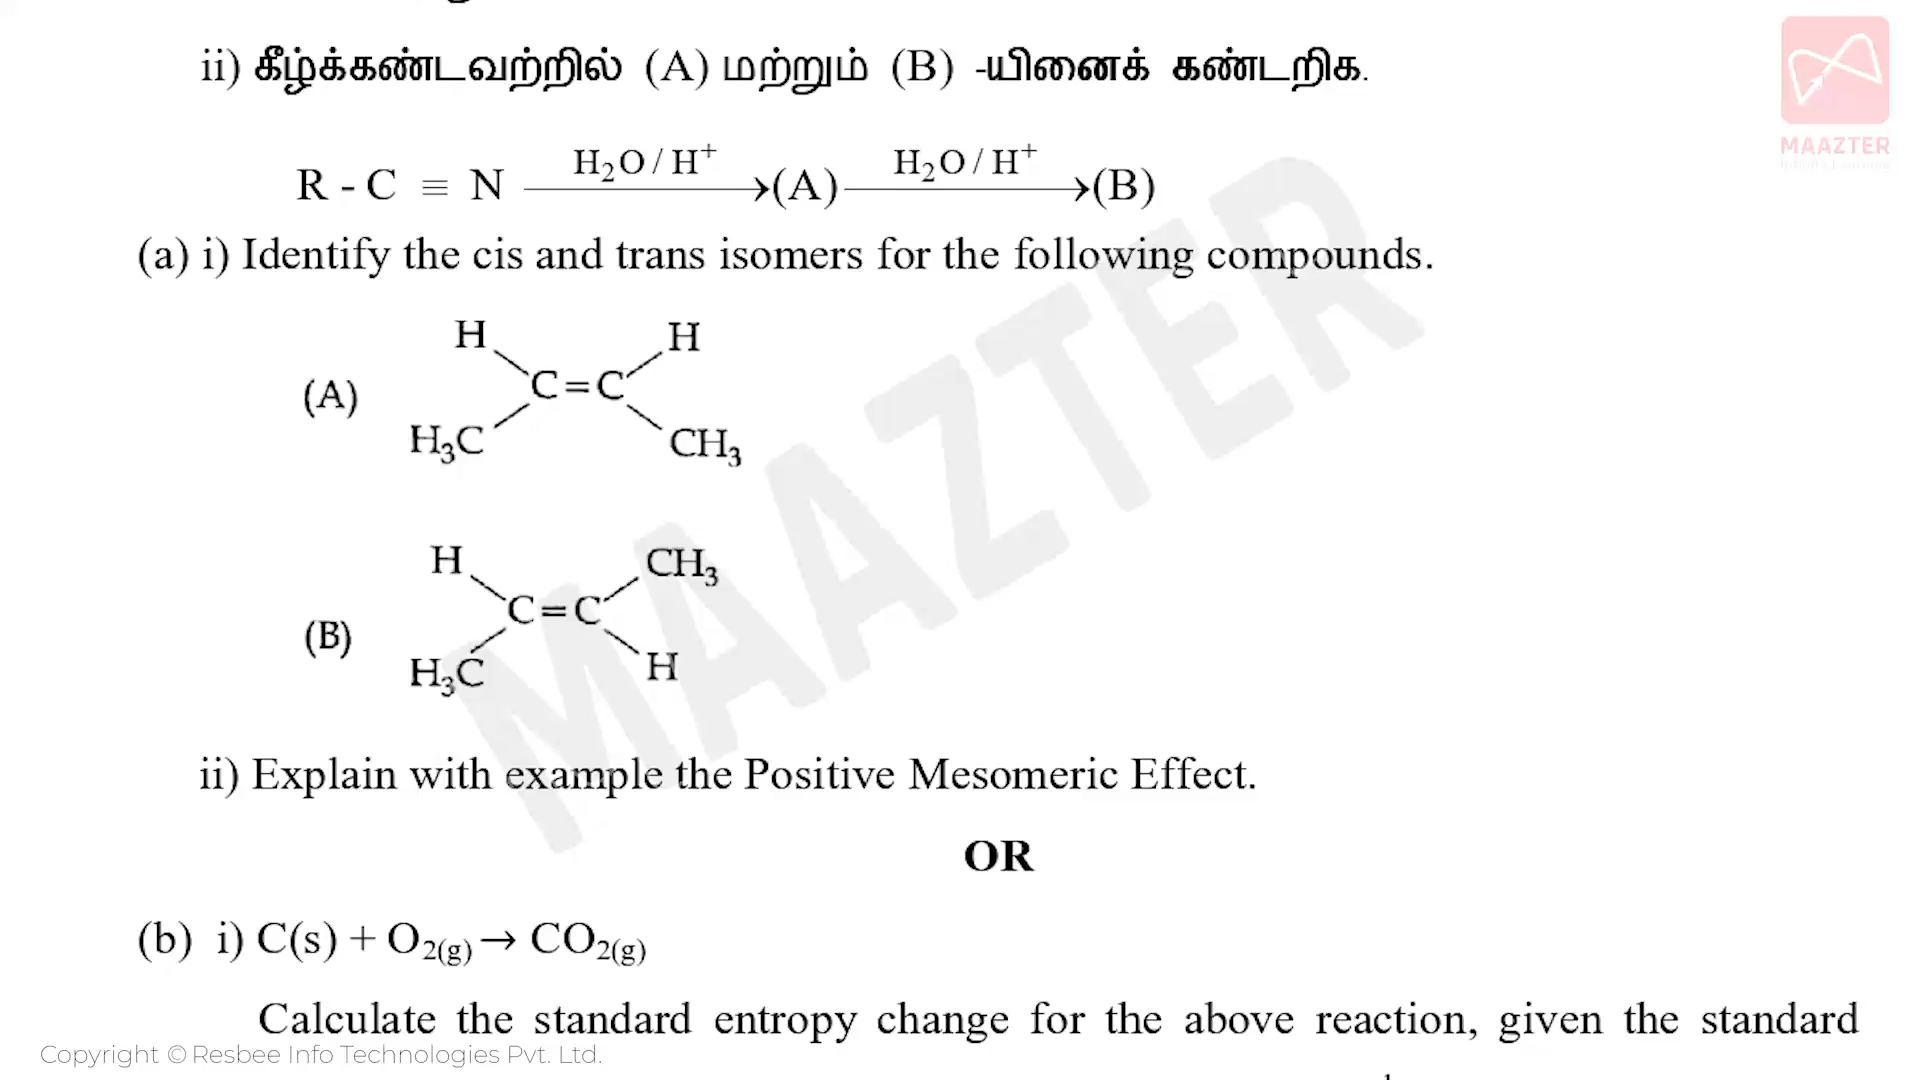 ii) கீழ்க்கண்டவற்றில் (A) மற்றும் (B) -யினைக் கண்டறிக.
MAAZTER
R - C ≡ N ⟶ H₂O / H⁺ (A) ⟶ H₂O / H⁺ (B)
(a) i) Identify the cis and trans isomers for the following compounds.
H H
(A) C=C
H₃C CH₃
H CH₃
(B) C=C
H₃C H
MAAZTER
ii) Explain with example the Positive Mesomeric Effect.
OR
(b) i) C(s) + O₂(g) → CO₂(g)
Calculate the standard entropy change for the above reaction, given the standard
Copyright © Resbee Info Technologies Pvt. Ltd.